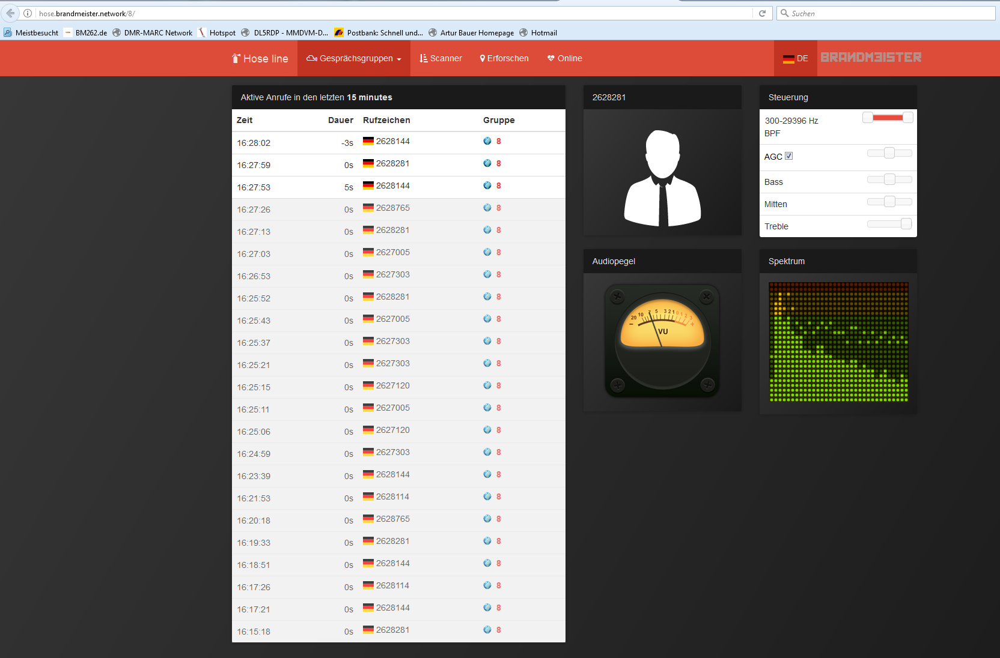 hose.brandmeister.network/8/
Suchen
Meistbesucht BM262.de DMR-MARC Network Hotspot DL5RDP - MMDVM-D... Postbank: Schnell und... Artur Bauer Homepage Hotmail
Hose line Gesprächsgruppen Scanner Erforschen Online DE BRANDMEISTER
Aktive Anrufe in den letzten 15 minutes
Zeit Dauer Rufzeichen Gruppe
16:28:02 -3s 2628144 8
16:27:59 0s 2628281 8
16:27:53 5s 2628144 8
16:27:26 0s 2628765 8
16:27:13 0s 2628281 8
16:27:03 0s 2627005 8
16:26:53 0s 2627303 8
16:25:52 0s 2628281 8
16:25:43 0s 2627005 8
16:25:37 0s 2627303 8
16:25:21 0s 2627303 8
16:25:15 0s 2627120 8
16:25:11 0s 2627005 8
16:25:06 0s 2627120 8
16:24:59 0s 2627303 8
16:23:39 0s 2628144 8
16:21:53 0s 2628114 8
16:20:18 0s 2628765 8
16:19:33 0s 2628281 8
16:18:51 0s 2628144 8
16:17:26 0s 2628114 8
16:17:21 0s 2628144 8
16:15:18 0s 2628281 8
2628281
Steuerung
300-29396 Hz
BPF
AGC
Bass
Mitten
Treble
Audiopegel
20 10 7 5 3 2 1 0 1 2 3
- +
VU
Spektrum